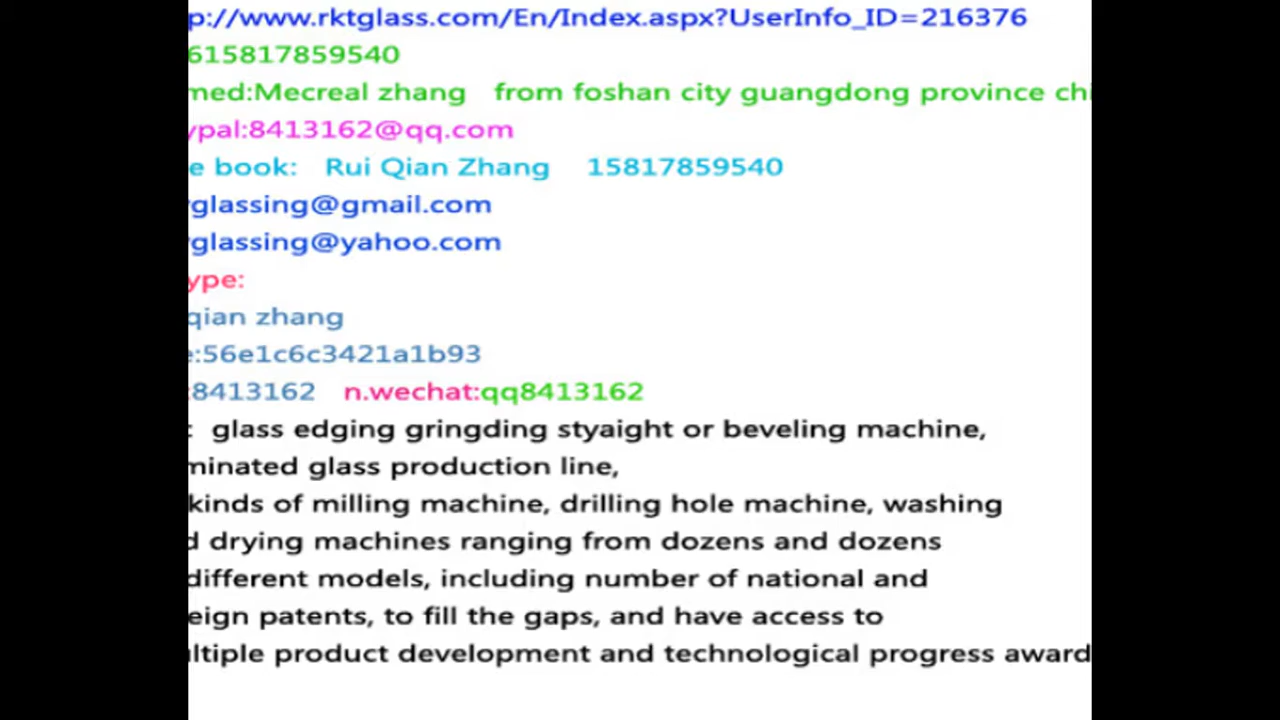 p://www.rktglass.com/En/Index.aspx?UserInfo_ID=216376
615817859540
med:Mecreal zhang from foshan city guangdong province chi
ypal:8413162@qq.com
e book: Rui Qian Zhang 15817859540
glassing@gmail.com
glassing@yahoo.com
ype:
qian zhang
e:56e1c6c3421a1b93
:8413162 n.wechat:qq8413162
: glass edging gringding styaight or beveling machine,
minated glass production line,
kinds of milling machine, drilling hole machine, washing
d drying machines ranging from dozens and dozens
different models, including number of national and
eign patents, to fill the gaps, and have access to
ltiple product development and technological progress award